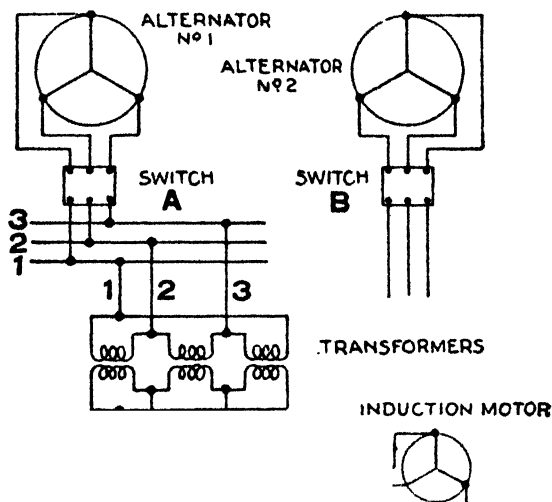 ALTERNATOR
Nº 1
ALTERNATOR
Nº 2
SWITCH
A
SWITCH
B
3
2
1
1 2 3
TRANSFORMERS
INDUCTION MOTOR